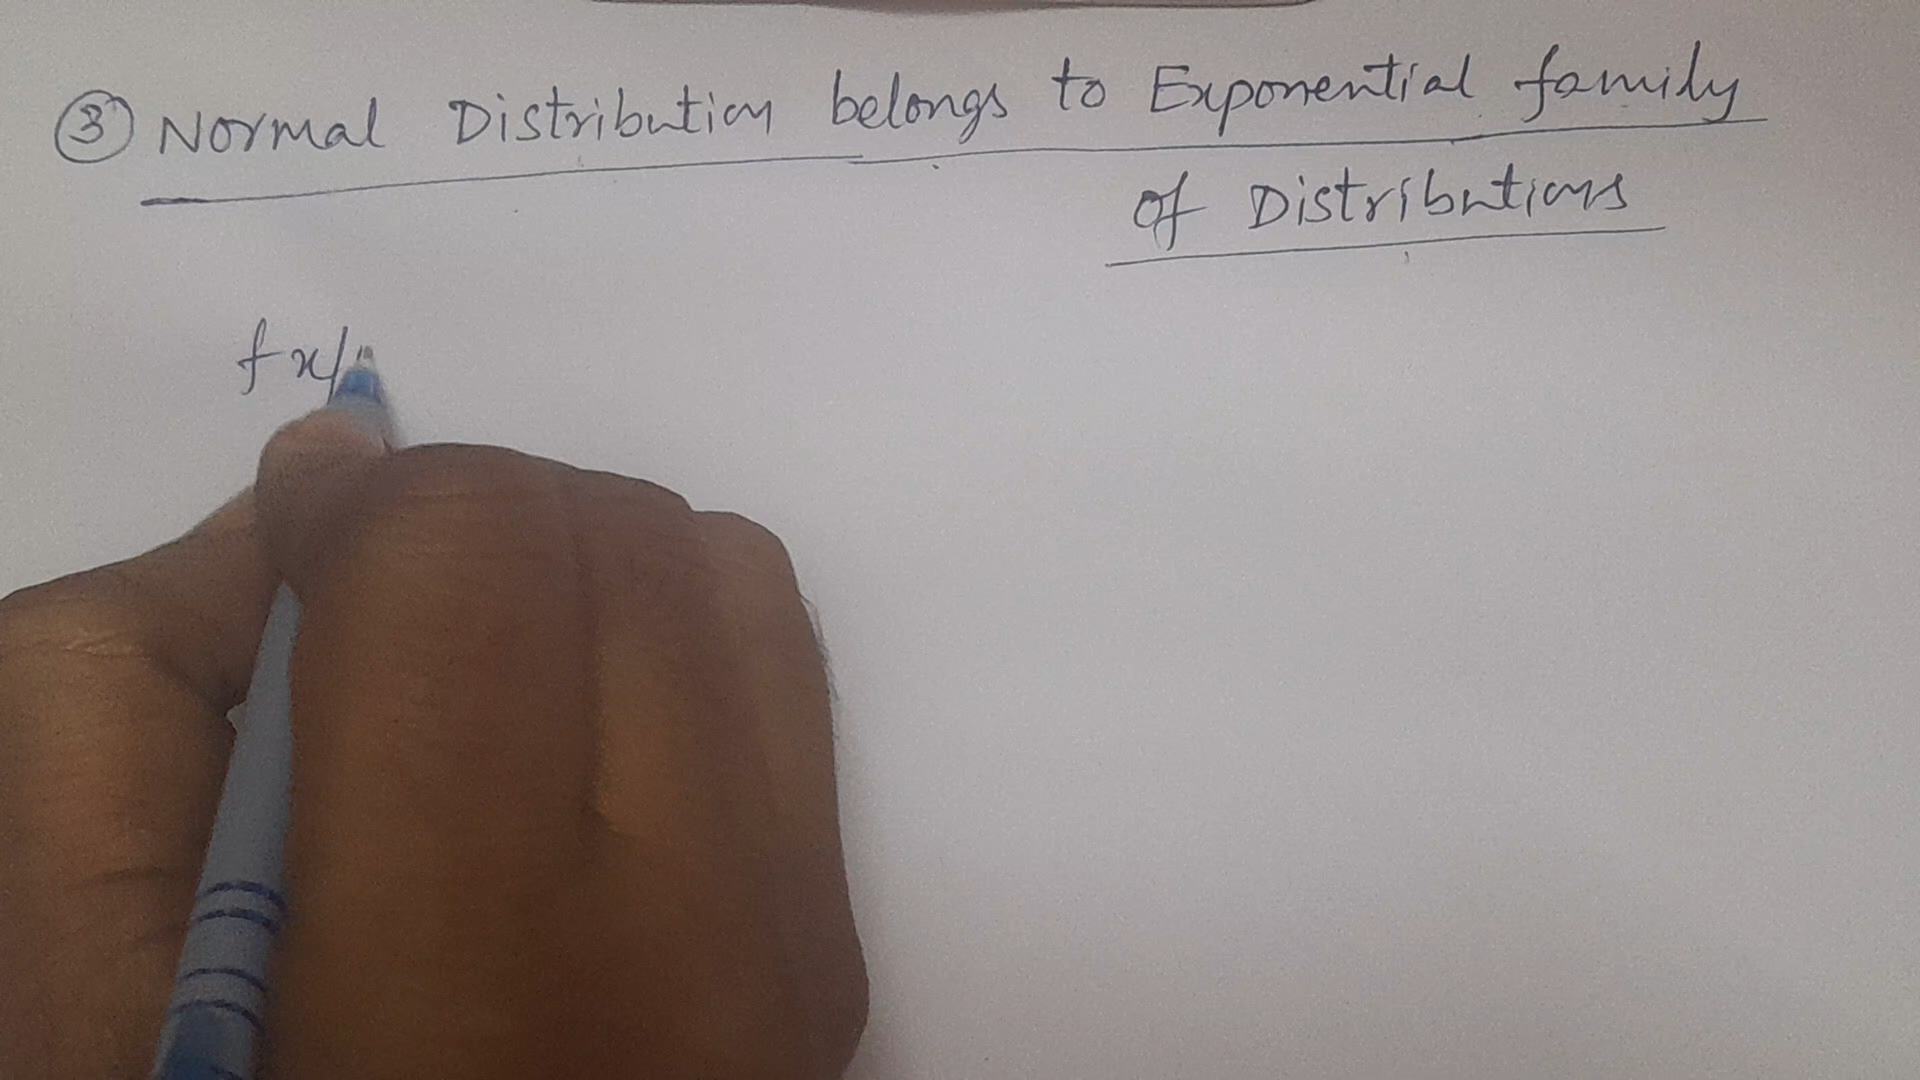 ③ Normal Distribution belongs to Exponential family
of Distributions
f x/